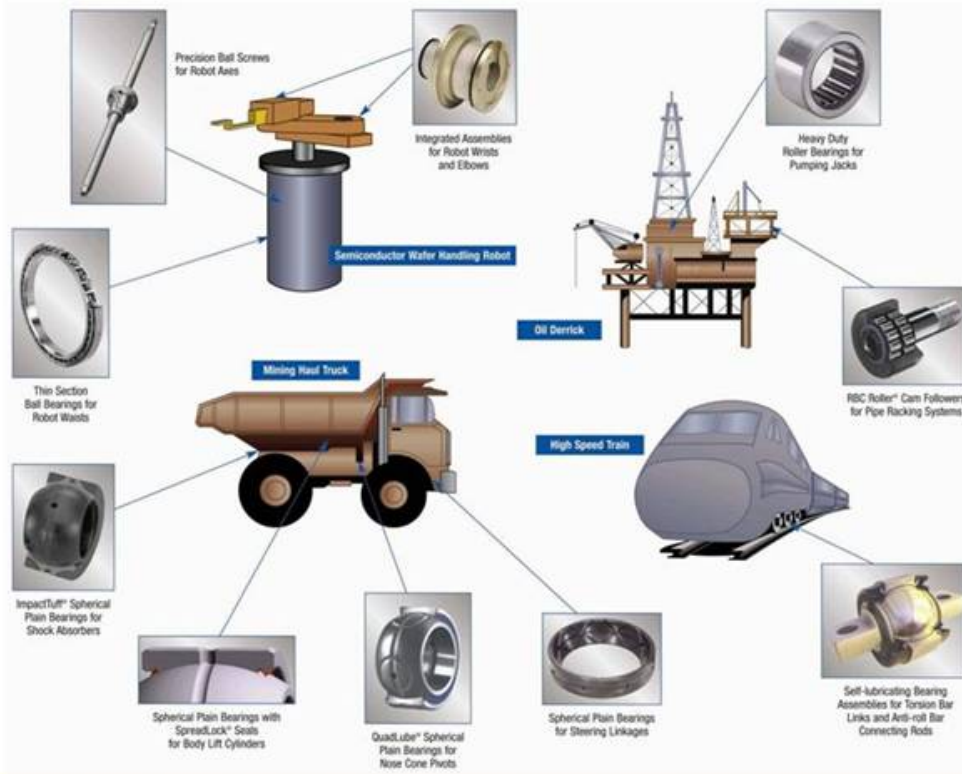 Precision Ball Screws
for Robot Axes
Integrated Assemblies
for Robot Wrists
and Elbows
Heavy Duty
Roller Bearings for
Pumping Jacks
Semiconductor Wafer Handling Robot
Oil Derrick
Thin Section
Ball Bearings for
Robot Waists
Mining Haul Truck
RBC Roller® Cam Followers
for Pipe Racking Systems
High Speed Train
ImpactTuff® Spherical
Plain Bearings for
Shock Absorbers
Spherical Plain Bearings with
SpreadLock® Seals
for Body Lift Cylinders
QuadLube® Spherical
Plain Bearings for
Nose Cone Pivots
Spherical Plain Bearings
for Steering Linkages
Self-lubricating Bearing
Assemblies for Torsion Bar
Links and Anti-roll Bar
Connecting Rods